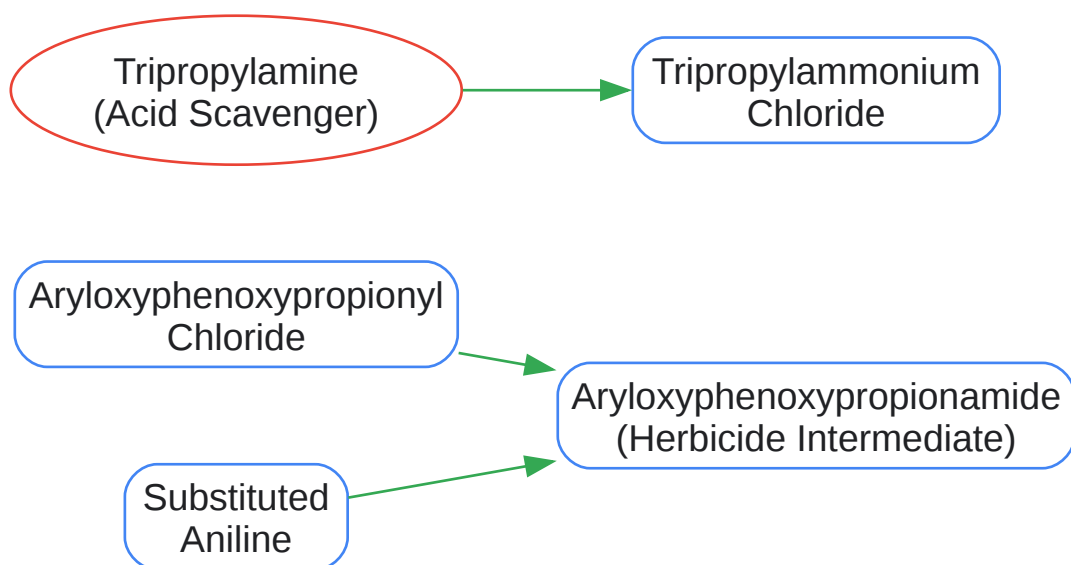 Tripropylamine
(Acid Scavenger)
Tripropylammonium
Chloride
Aryloxyphenoxypropionyl
Chloride
Aryloxyphenoxypropionamide
(Herbicide Intermediate)
Substituted
Aniline